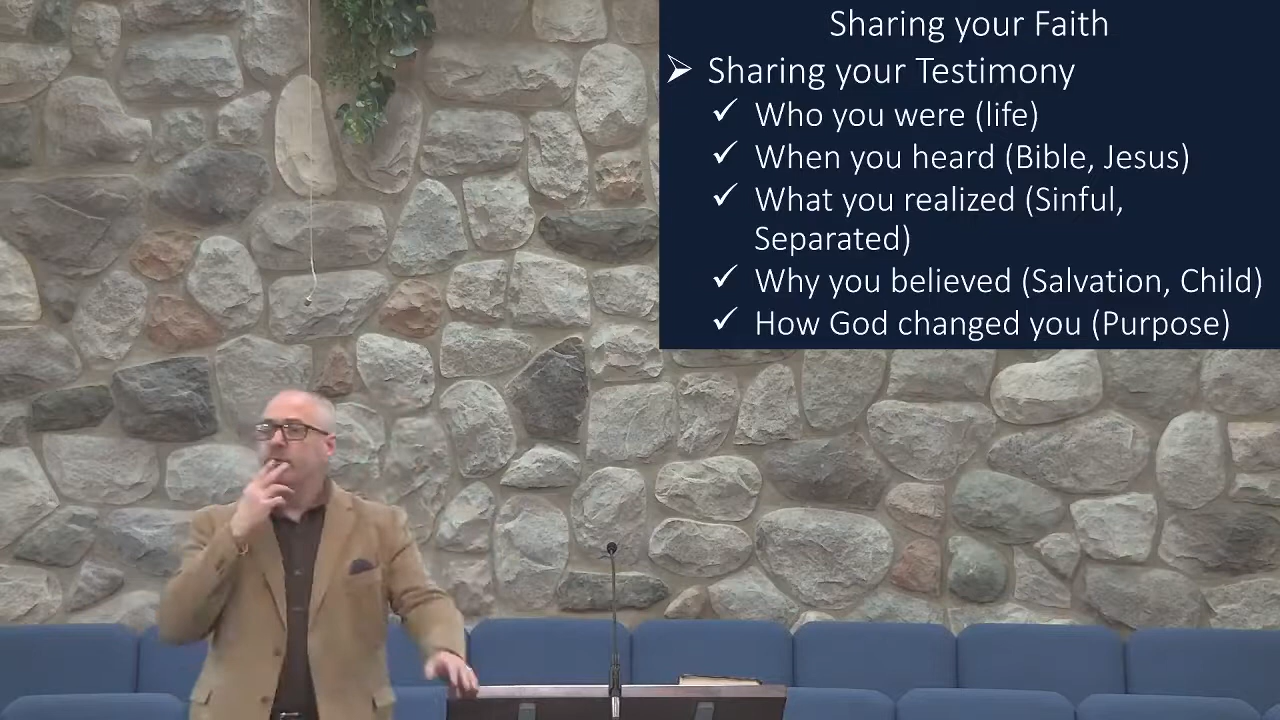 Sharing your Faith
Sharing your Testimony
Who you were (life)
When you heard (Bible, Jesus)
What you realized (Sinful,
Separated)
Why you believed (Salvation, Child)
How God changed you (Purpose)